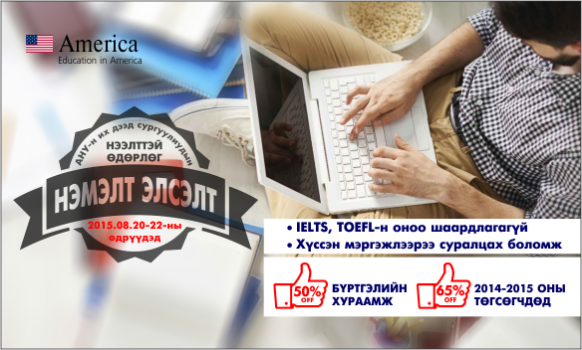 America
Education in America
АНУ-н их дээд сургуулиудын
НЭЭЛТТЭЙ
ӨДӨРЛӨГ
НЭМЭЛТ ЭЛСЭЛТ
2015.08.20-22-ны
өдрүүдэд
• IELTS, TOEFL-н оноо шаардлагагүй
• Хүссэн мэргэжлээрээ суралцах боломж
50%
OFF
БҮРТГЭЛИЙН
ХУРААМЖ
65%
OFF
2014-2015 ОНЫ
ТӨГСӨГЧДӨД